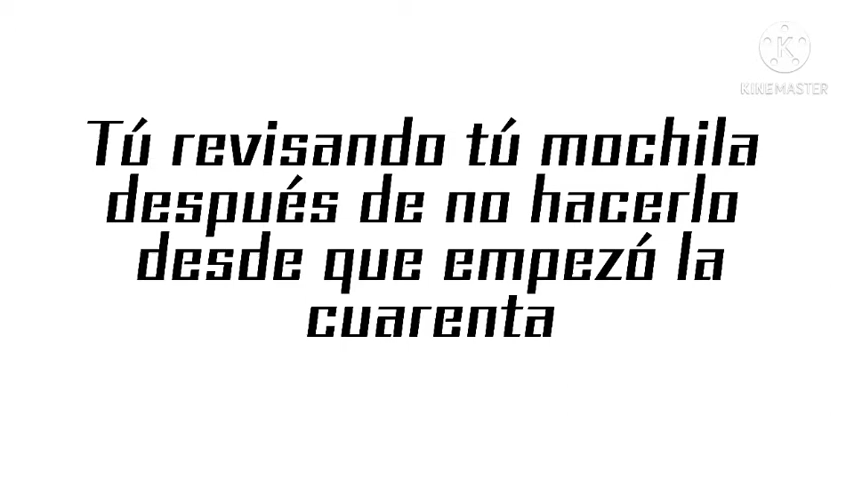 KINEMASTER
Tú revisando tú mochila
después de no hacerlo
desde que empezó la
cuarenta